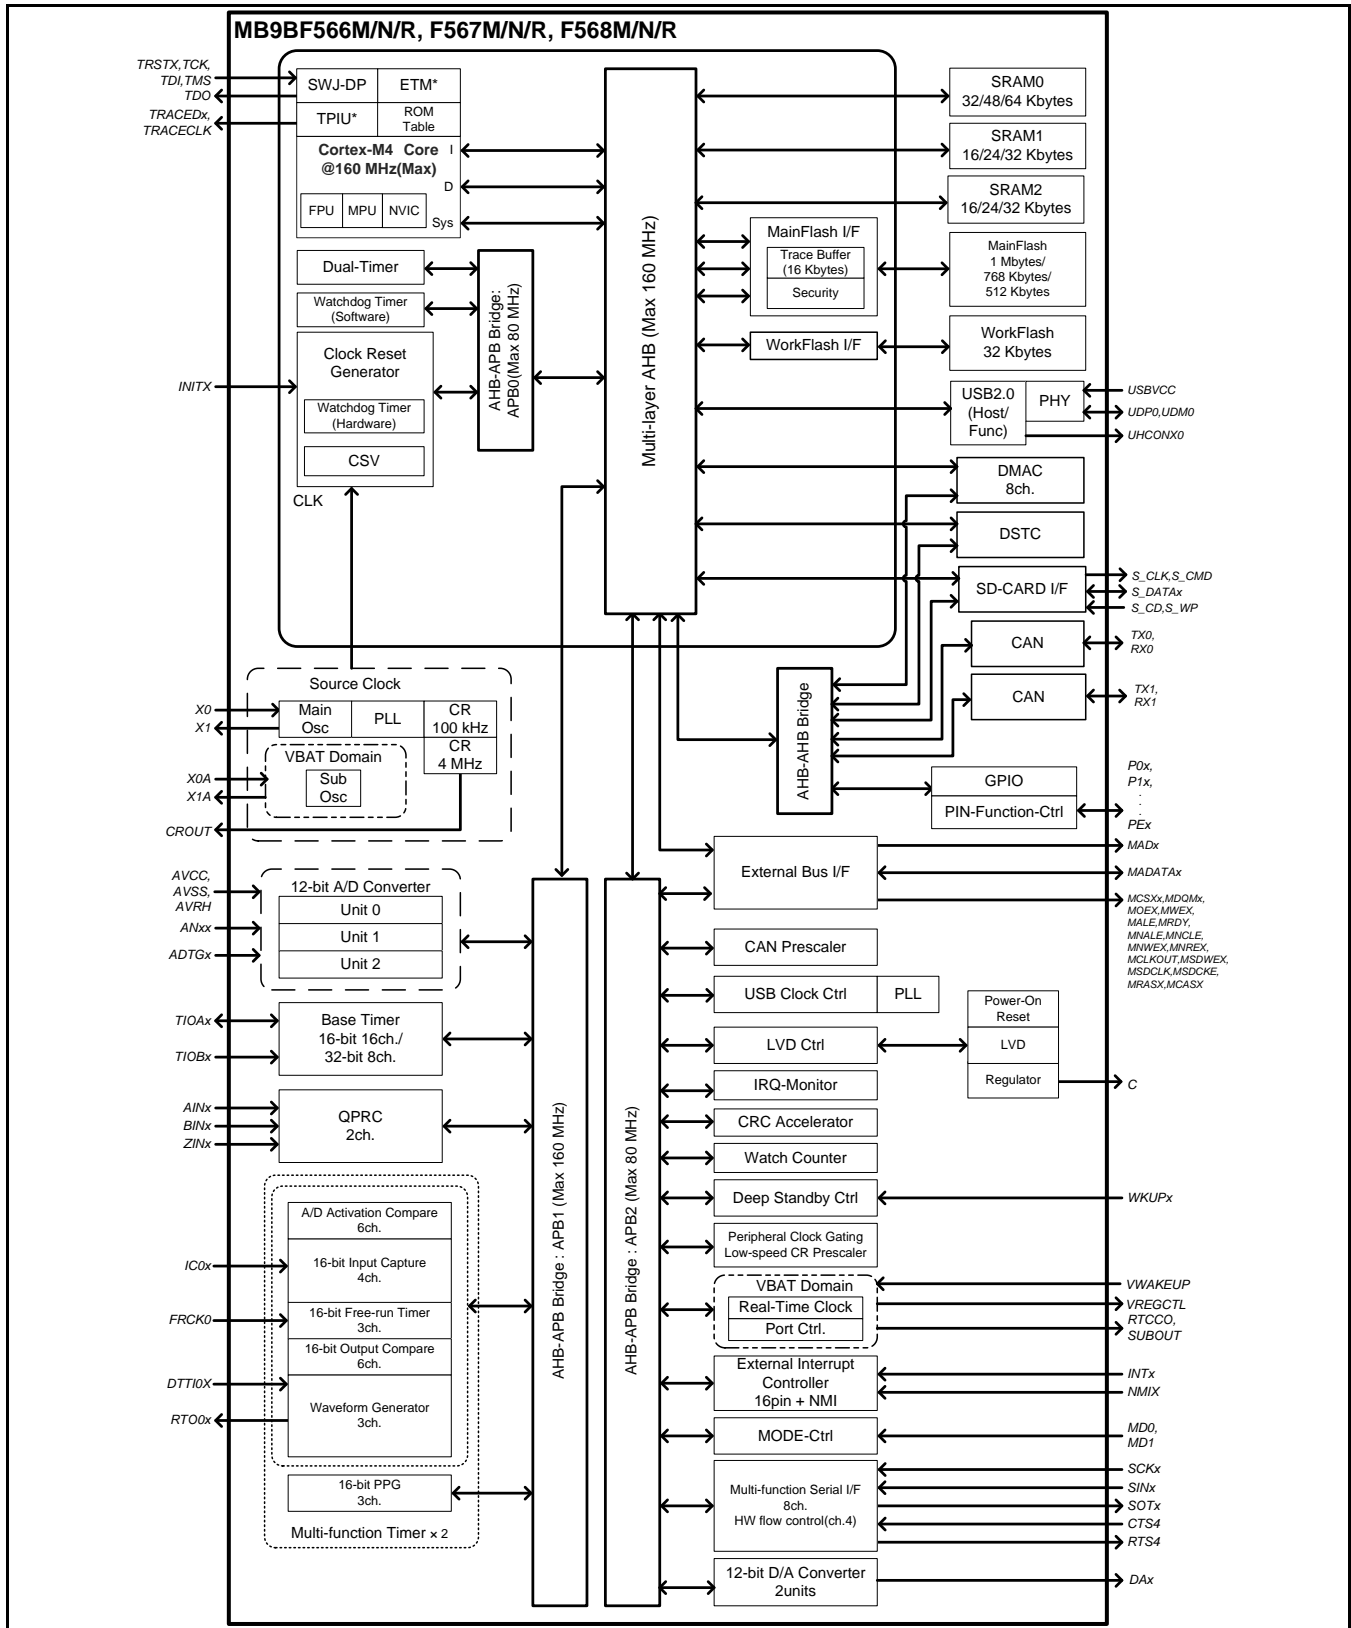 MB9BF566M/N/R, F567M/N/R, F568M/N/R
TRSTX,TCK,
TDI,TMS
TDO
TRACEDx,
TRACECLK
SWJ-DP
ETM*
TPIU*
ROM
Table
Cortex-M4 Core
@160 MHz(Max)
I
D
Sys
FPU
MPU
NVIC
Dual-Timer
Watchdog Timer
(Software)
Clock Reset
Generator
Watchdog Timer
(Hardware)
CSV
CLK
INITX
AHB-APB Bridge:
APB0(Max 80 MHz)
Multi-layer AHB (Max 160 MHz)
SRAM0
32/48/64 Kbytes
SRAM1
16/24/32 Kbytes
SRAM2
16/24/32 Kbytes
MainFlash I/F
Trace Buffer
(16 Kbytes)
Security
MainFlash
1 Mbytes/
768 Kbytes/
512 Kbytes
WorkFlash I/F
WorkFlash
32 Kbytes
USB2.0
(Host/
Func)
PHY
USBVCC
UDP0,UDM0
UHCONX0
DMAC
8ch.
DSTC
SD-CARD I/F
S_CLK,S_CMD
S_DATAx
S_CD,S_WP
CAN
TX0,
RX0
CAN
TX1,
RX1
AHB-AHB Bridge
GPIO
PIN-Function-Ctrl
P0x,
P1x,
:
:
PEx
Source Clock
X0
X1
Main
Osc
PLL
CR
100 kHz
CR
4 MHz
VBAT Domain
Sub
Osc
X0A
X1A
CROUT
AVCC,
AVSS,
AVRH
ANxx
ADTGx
12-bit A/D Converter
Unit 0
Unit 1
Unit 2
TIOAx
TIOBx
Base Timer
16-bit 16ch./
32-bit 8ch.
AINx
BINx
ZINx
QPRC
2ch.
A/D Activation Compare
6ch.
IC0x
16-bit Input Capture
4ch.
FRCK0
16-bit Free-run Timer
3ch.
16-bit Output Compare
6ch.
DTTI0X
RTO0x
Waveform Generator
3ch.
16-bit PPG
3ch.
Multi-function Timer × 2
AHB-APB Bridge : APB1 (Max 160 MHz)
AHB-APB Bridge : APB2 (Max 80 MHz)
External Bus I/F
MADx
MADATAx
MCSXx,MDQMx,
MOEX,MWEX,
MALE,MRDY,
MNALE,MNCLE,
MNWEX,MNREX,
MCLKOUT,MSDWEX,
MSDCLK,MSDCKE,
MRASX,MCASX
CAN Prescaler
USB Clock Ctrl
PLL
LVD Ctrl
Power-On
Reset
LVD
Regulator
C
IRQ-Monitor
CRC Accelerator
Watch Counter
Deep Standby Ctrl
WKUPx
Peripheral Clock Gating
Low-speed CR Prescaler
VBAT Domain
Real-Time Clock
Port Ctrl.
VWAKEUP
VREGCTL
RTCCO,
SUBOUT
External Interrupt
Controller
16pin + NMI
INTx
NMIX
MODE-Ctrl
MD0,
MD1
Multi-function Serial I/F
8ch.
HW flow control(ch.4)
SCKx
SINx
SOTx
CTS4
RTS4
12-bit D/A Converter
2units
DAx